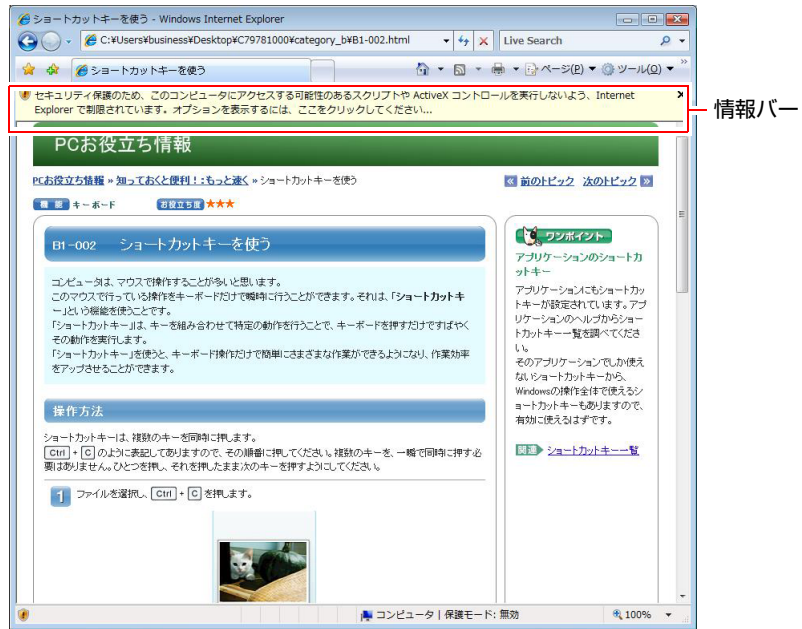 ショートカットキーを使う - Windows Internet Explorer
C:¥Users¥business¥Desktop¥C79781000¥category_b¥B1-002.html
Live Search
ショートカットキーを使う
ページ(P) ツール(O)
セキュリティ保護のため、このコンピュータにアクセスする可能性のあるスクリプトや ActiveX コントロールを実行しないよう、Internet
Explorer で制限されています。オプションを表示するには、ここをクリックしてください...
情報バー
PCお役立ち情報
PCお役立ち情報 » 知っておくと便利！:もっと速く » ショートカットキーを使う
前のトピック 次のトピック
機 能 キーボード お役立ち度 ★★★
B1-002 ショートカットキーを使う
コンピュータは、マウスで操作することが多いと思います。
このマウスで行っている操作をキーボードだけで瞬時に行うことができます。それは、「ショートカットキ
ー」という機能を使うことです。
「ショートカットキー」は、キーを組み合わせて特定の動作を行うことで、キーボードを押すだけですばやく
その動作を実行します。
「ショートカットキー」を使うと、キーボード操作だけで簡単にさまざまな作業ができるようになり、作業効率
をアップさせることができます。
操作方法
ショートカットキーは、複数のキーを同時に押します。
Ctrl + C のように表記してありますので、その順番に押してください。複数のキーを、一瞬で同時に押す必
要はありません。ひとつを押し、それを押したまま次のキーを押すようにしてください。
1 ファイルを選択し、Ctrl + C を押します。
ワンポイント
アプリケーションのショートカ
ットキー
アプリケーションにもショートカッ
トキーが設定されています。アプ
リケーションのヘルプからショー
トカットキー一覧を調べてくださ
い。
そのアプリケーションでしか使え
ないショートカットキーから、
Windowsの操作全体で使えるシ
ョートカットキーもありますので、
有効に使えるはずです。
関連 ショートカットキー一覧
コンピュータ | 保護モード: 無効
100%